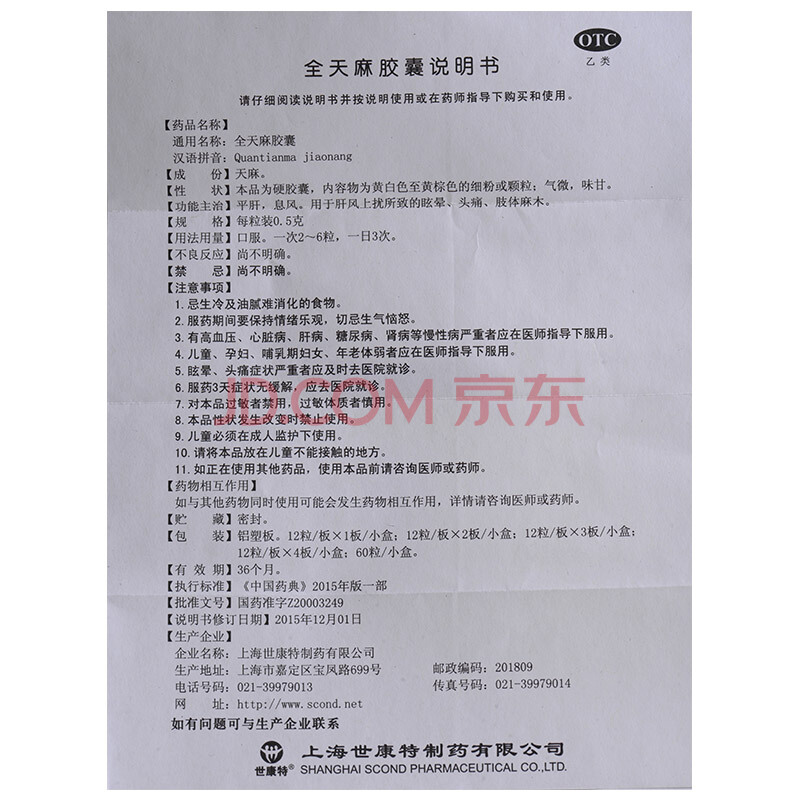 OTC
乙类
全天麻胶囊说明书
请仔细阅读说明书并按说明使用或在药师指导下购买和使用。
【药品名称】
通用名称：全天麻胶囊
汉语拼音：Quantianma jiaonang
【成　　份】天麻。
【性　　状】本品为硬胶囊，内容物为黄白色至黄棕色的细粉或颗粒；气微，味甘。
【功能主治】平肝，息风。用于肝风上扰所致的眩晕、头痛、肢体麻木。
【规　　格】每粒装0.5克
【用法用量】口服。一次2～6粒，一日3次。
【不良反应】尚不明确。
【禁　　忌】尚不明确。
【注意事项】
1. 忌生冷及油腻难消化的食物。
2. 服药期间要保持情绪乐观，切忌生气恼怒。
3. 有高血压、心脏病、肝病、糖尿病、肾病等慢性病严重者应在医师指导下服用。
4. 儿童、孕妇、哺乳期妇女、年老体弱者应在医师指导下服用。
5. 眩晕、头痛症状严重者应及时去医院就诊。
6. 服药3天症状无缓解，应去医院就诊。
7. 对本品过敏者禁用，过敏体质者慎用。
JD.COM 京东
8. 本品性状发生改变时禁止使用。
9. 儿童必须在成人监护下使用。
10. 请将本品放在儿童不能接触的地方。
11. 如正在使用其他药品，使用本品前请咨询医师或药师。
【药物相互作用】
如与其他药物同时使用可能会发生药物相互作用，详情请咨询医师或药师。
【贮　　藏】密封。
【包　　装】铝塑板。12粒/板×1板/小盒；12粒/板×2板/小盒；12粒/板×3板/小盒；
12粒/板×4板/小盒；60粒/小盒。
【有 效 期】36个月。
【执行标准】《中国药典》2015年版一部
【批准文号】国药准字Z20003249
【说明书修订日期】2015年12月01日
【生产企业】
企业名称：上海世康特制药有限公司
生产地址：上海市嘉定区宝凤路699号　邮政编码：201809
电话号码：021-39979013　传真号码：021-39979014
网　　址：http://www.scond.net
如有问题可与生产企业联系
世康特® 上海世康特制药有限公司
SHANGHAI SCOND PHARMACEUTICAL CO.,LTD.